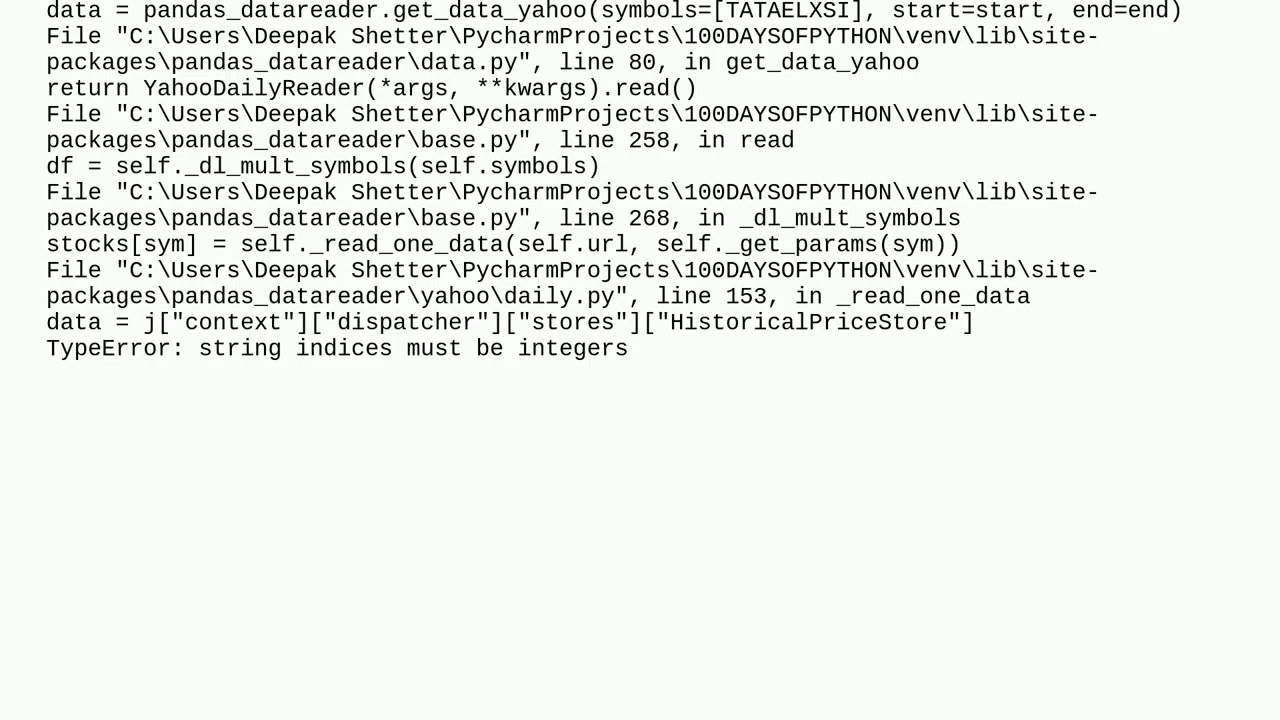 data = pandas_datareader.get_data_yahoo(symbols=[TATAELXSI], start=start, end=end)
File "C:\Users\Deepak Shetter\PycharmProjects\100DAYSOFPYTHON\venv\lib\site-
packages\pandas_datareader\data.py", line 80, in get_data_yahoo
return YahooDailyReader(*args, **kwargs).read()
File "C:\Users\Deepak Shetter\PycharmProjects\100DAYSOFPYTHON\venv\lib\site-
packages\pandas_datareader\base.py", line 258, in read
df = self._dl_mult_symbols(self.symbols)
File "C:\Users\Deepak Shetter\PycharmProjects\100DAYSOFPYTHON\venv\lib\site-
packages\pandas_datareader\base.py", line 268, in _dl_mult_symbols
stocks[sym] = self._read_one_data(self.url, self._get_params(sym))
File "C:\Users\Deepak Shetter\PycharmProjects\100DAYSOFPYTHON\venv\lib\site-
packages\pandas_datareader\yahoo\daily.py", line 153, in _read_one_data
data = j["context"]["dispatcher"]["stores"]["HistoricalPriceStore"]
TypeError: string indices must be integers